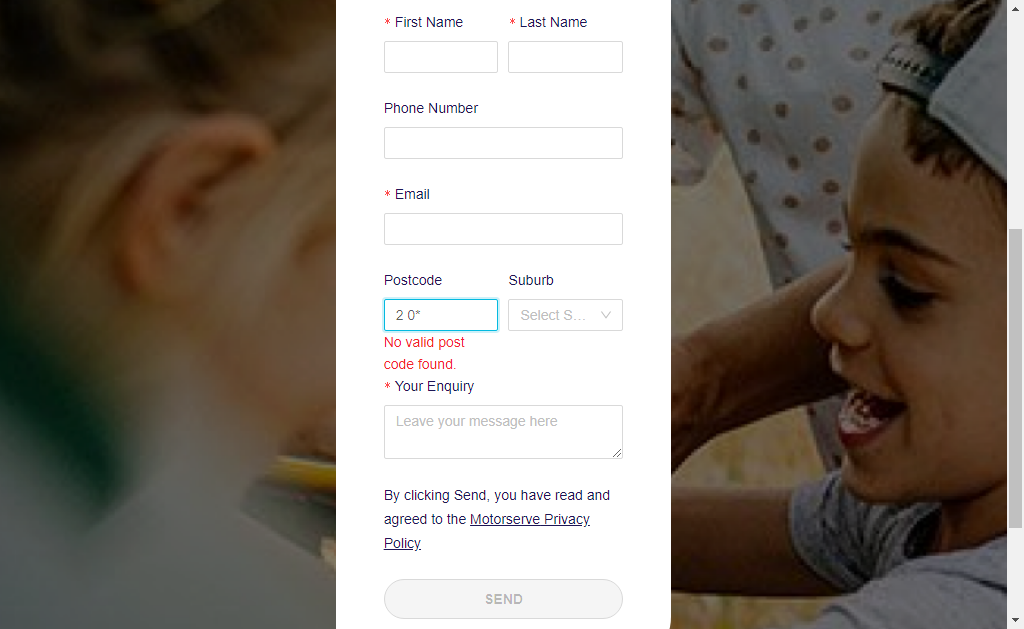 * First Name * Last Name
Phone Number
* Email
Postcode Suburb
2 0* Select S...
No valid post
code found.
* Your Enquiry
Leave your message here
By clicking Send, you have read and
agreed to the Motorserve Privacy
Policy
SEND